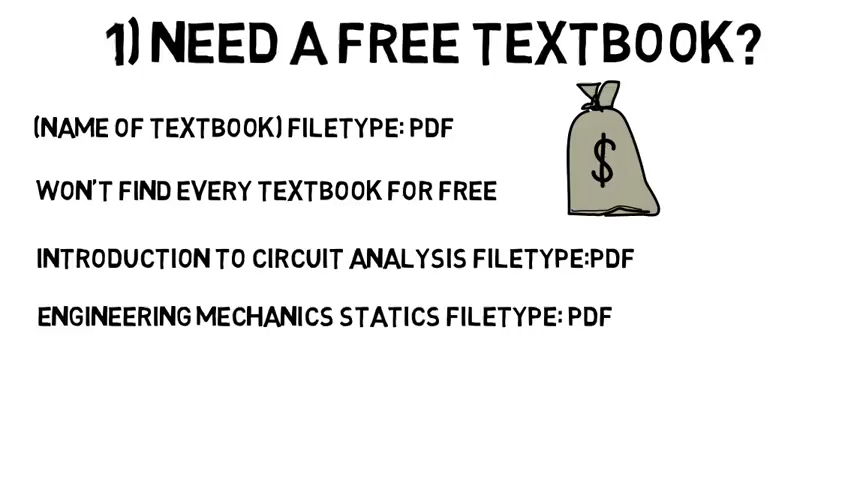 1) NEED A FREE TEXTBOOK?
(NAME OF TEXTBOOK) FILETYPE: PDF
$
WON'T FIND EVERY TEXTBOOK FOR FREE
INTRODUCTION TO CIRCUIT ANALYSIS FILETYPE:PDF
ENGINEERING MECHANICS STATICS FILETYPE: PDF